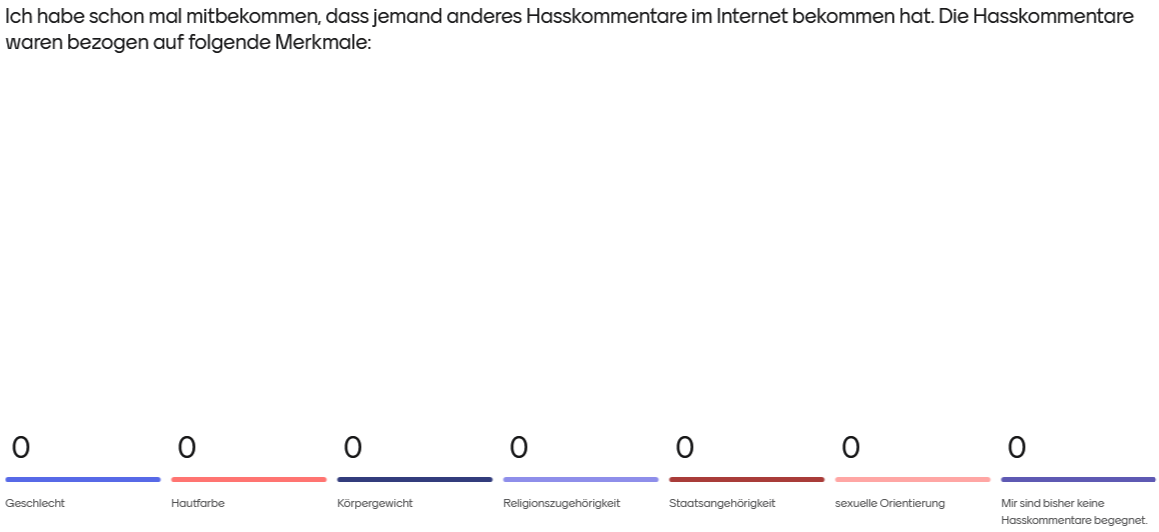 Ich habe schon mal mitbekommen, dass jemand anderes Hasskommentare im Internet bekommen hat. Die Hasskommentare
waren bezogen auf folgende Merkmale:
0 0 0 0 0 0 0
Geschlecht Hautfarbe Körpergewicht Religionszugehörigkeit Staatsangehörigkeit sexuelle Orientierung Mir sind bisher keine
Hasskommentare begegnet.